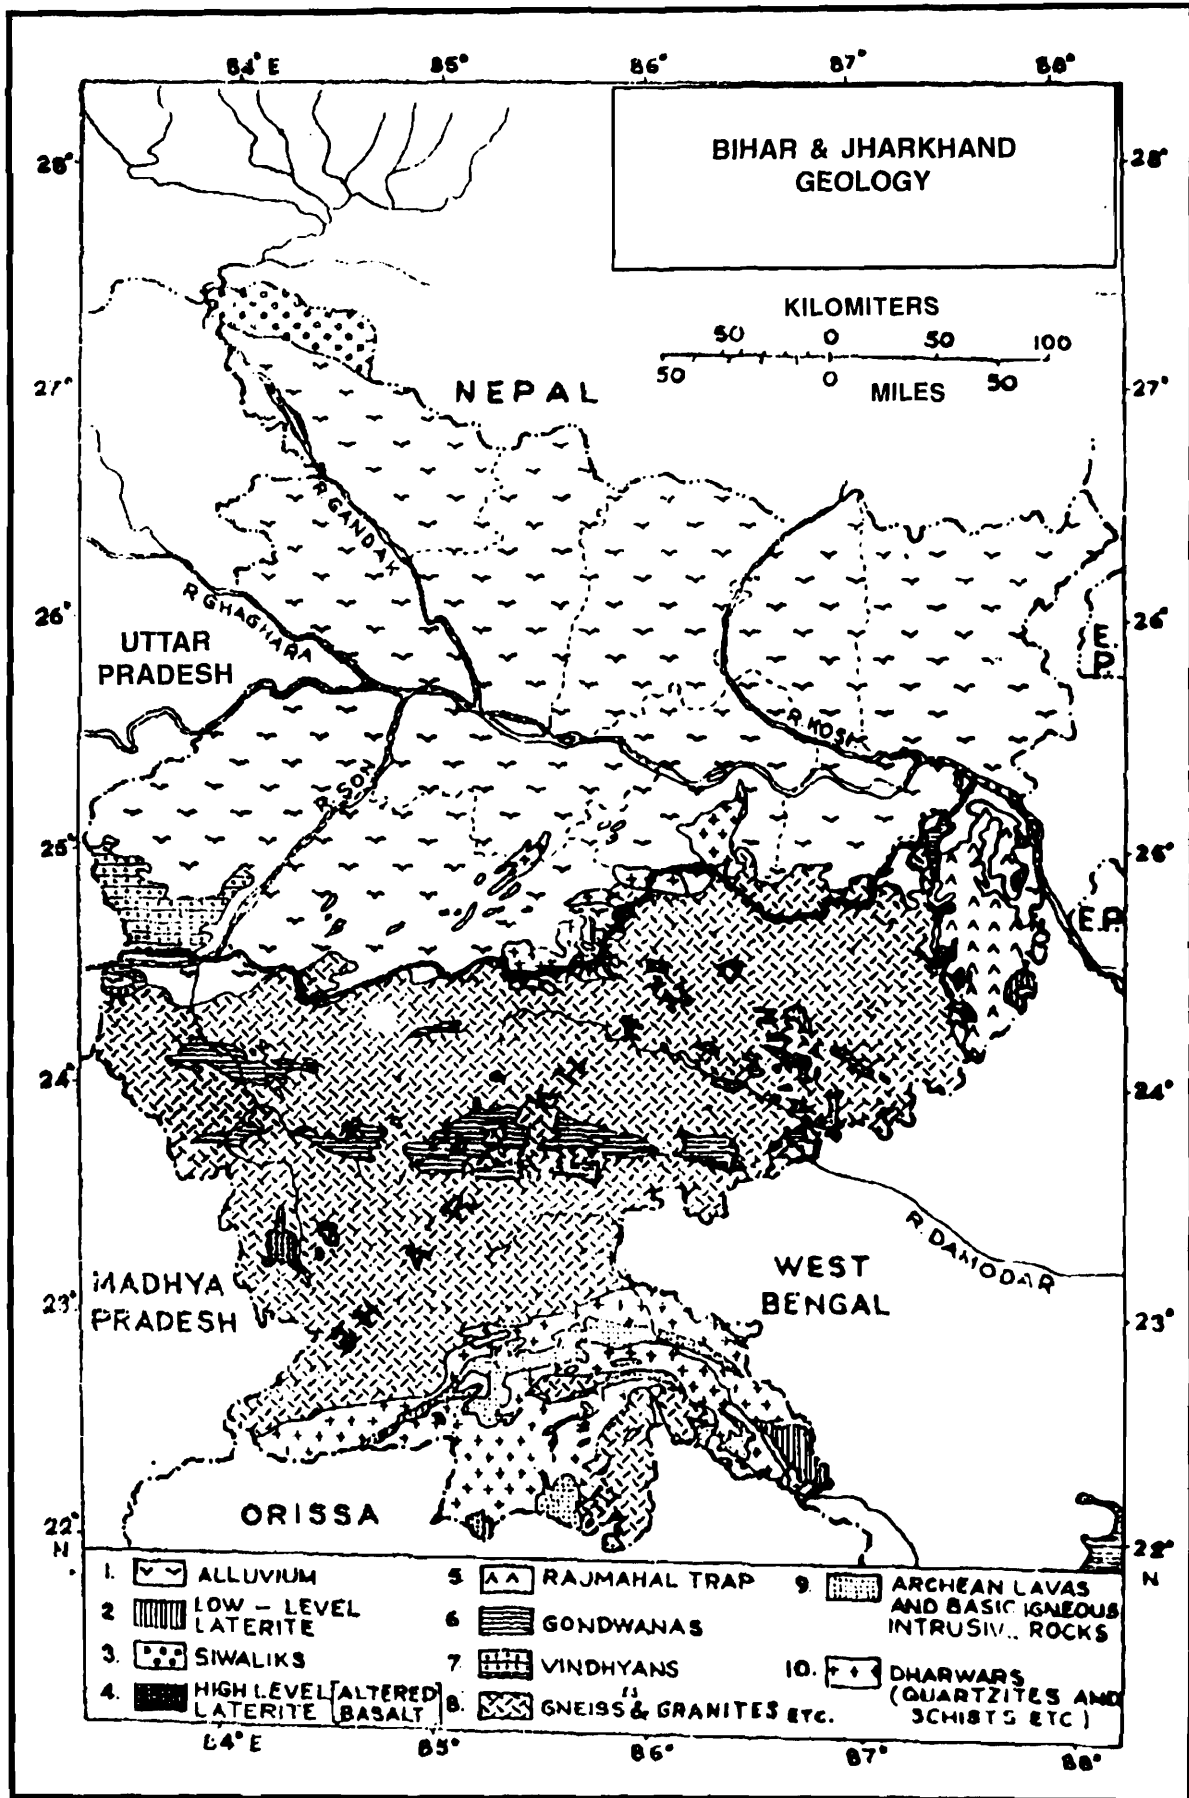 84° E 85° 86° 87° 88°
BIHAR & JHARKHAND
GEOLOGY
28° 28°
KILOMITERS
50 0 50 100
50 0 50
MILES
27° 27°
NEPAL
R GANDAK
R GHAGHARA
26° 26°
UTTAR
PRADESH
E.
P.
R. KOSI
R. SON
25° 25°
E.P.
24° 24°
R. DAMODAR
WEST
BENGAL
MADHYA
PRADESH
23° 23°
ORISSA
22° 22°
N N
1. ALLUVIUM
2 LOW - LEVEL
LATERITE
3. SIWALIKS
4. HIGH LEVEL [ALTERED
LATERITE BASALT]
5. RAJMAHAL TRAP
6 GONDWANAS
7. VINDHYANS
8. GNEISS & GRANITES ETC.
9. ARCHEAN LAVAS
AND BASIC IGNEOUS
ROCKS
10. DHARWARS
(QUARTZITES AND
SCHISTS ETC)
84° E 85° 86° 87° 88°